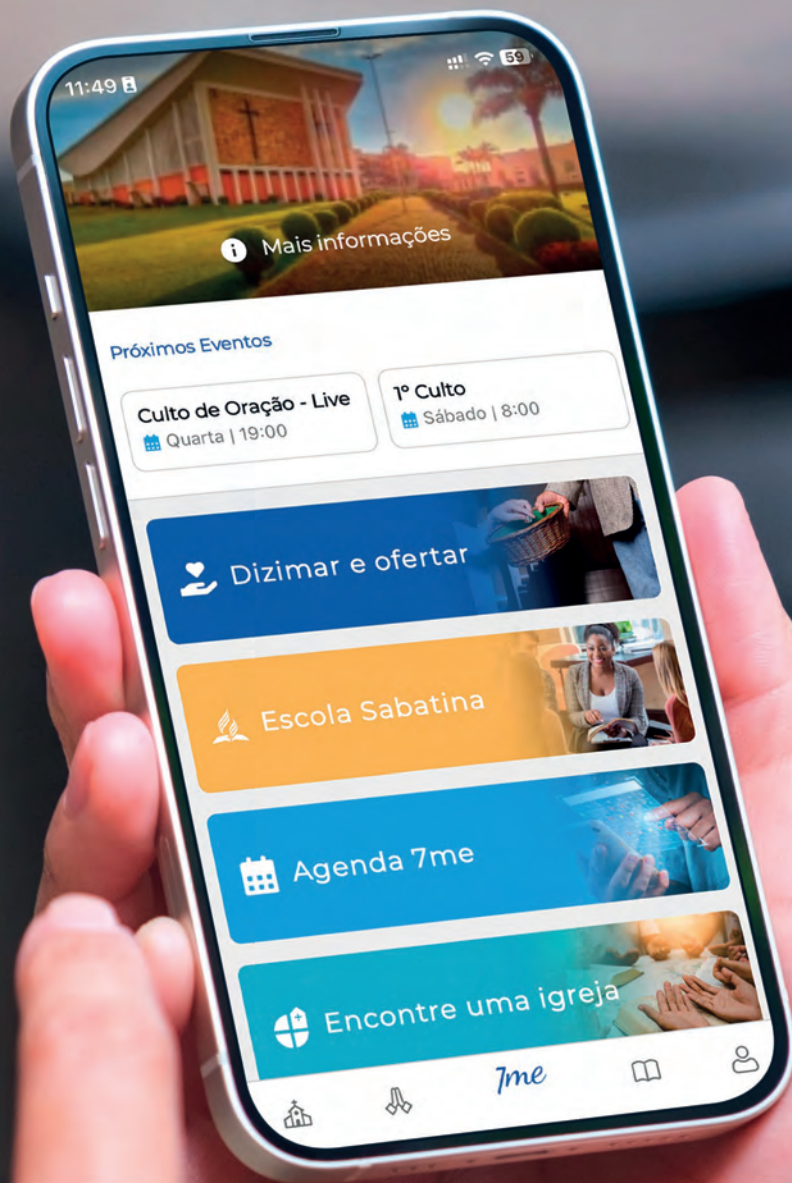 11:49
59
Mais informações
Próximos Eventos
Culto de Oração - Live
Quarta | 19:00
1º Culto
Sábado | 8:00
Dizimar e ofertar
Escola Sabatina
Agenda 7me
Encontre uma igreja
7me